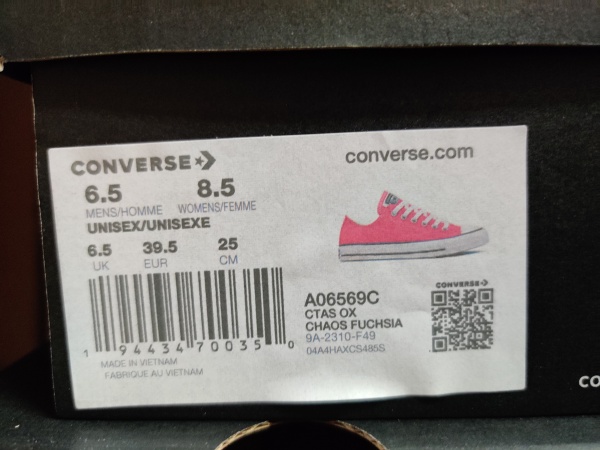 CONVERSE
converse.com
6.5 8.5
MENS/HOMME WOMENS/FEMME
UNISEX/UNISEXE
6.5 39.5 25
UK EUR CM
1 94434 70035 0
MADE IN VIETNAM
FABRIQUE AU VIETNAM
A06569C
CTAS OX
CHAOS FUCHSIA
9A-2310-F49
04A4HAXCS485S
CONVERSE
CO